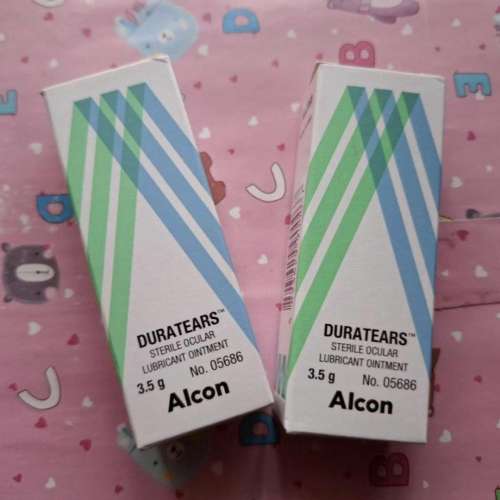 DURATEARS™
STERILE OCULAR
LUBRICANT OINTMENT
3.5 g No. 05686
Alcon
DURATEARS™
STERILE OCULAR
LUBRICANT OINTMENT
3.5 g No. 05686
Alcon